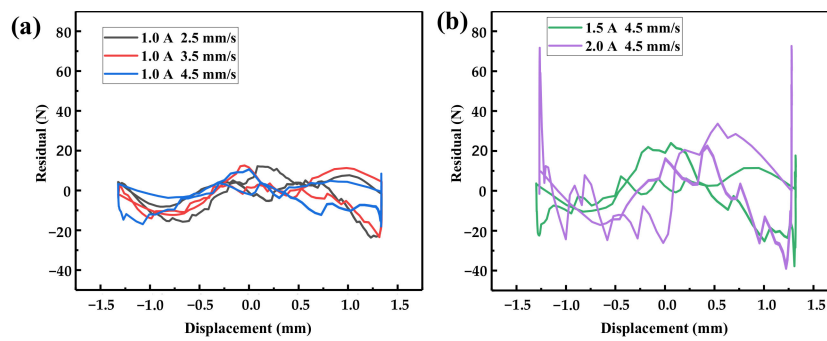 (a)
1.0 A 2.5 mm/s
1.0 A 3.5 mm/s
1.0 A 4.5 mm/s
Residual (N)
80
60
40
20
0
−20
−40
−1.5 −1.0 −0.5 0.0 0.5 1.0 1.5
Displacement (mm)
(b)
1.5 A 4.5 mm/s
2.0 A 4.5 mm/s
Residual (N)
80
60
40
20
0
−20
−40
−1.5 −1.0 −0.5 0.0 0.5 1.0 1.5
Displacement (mm)